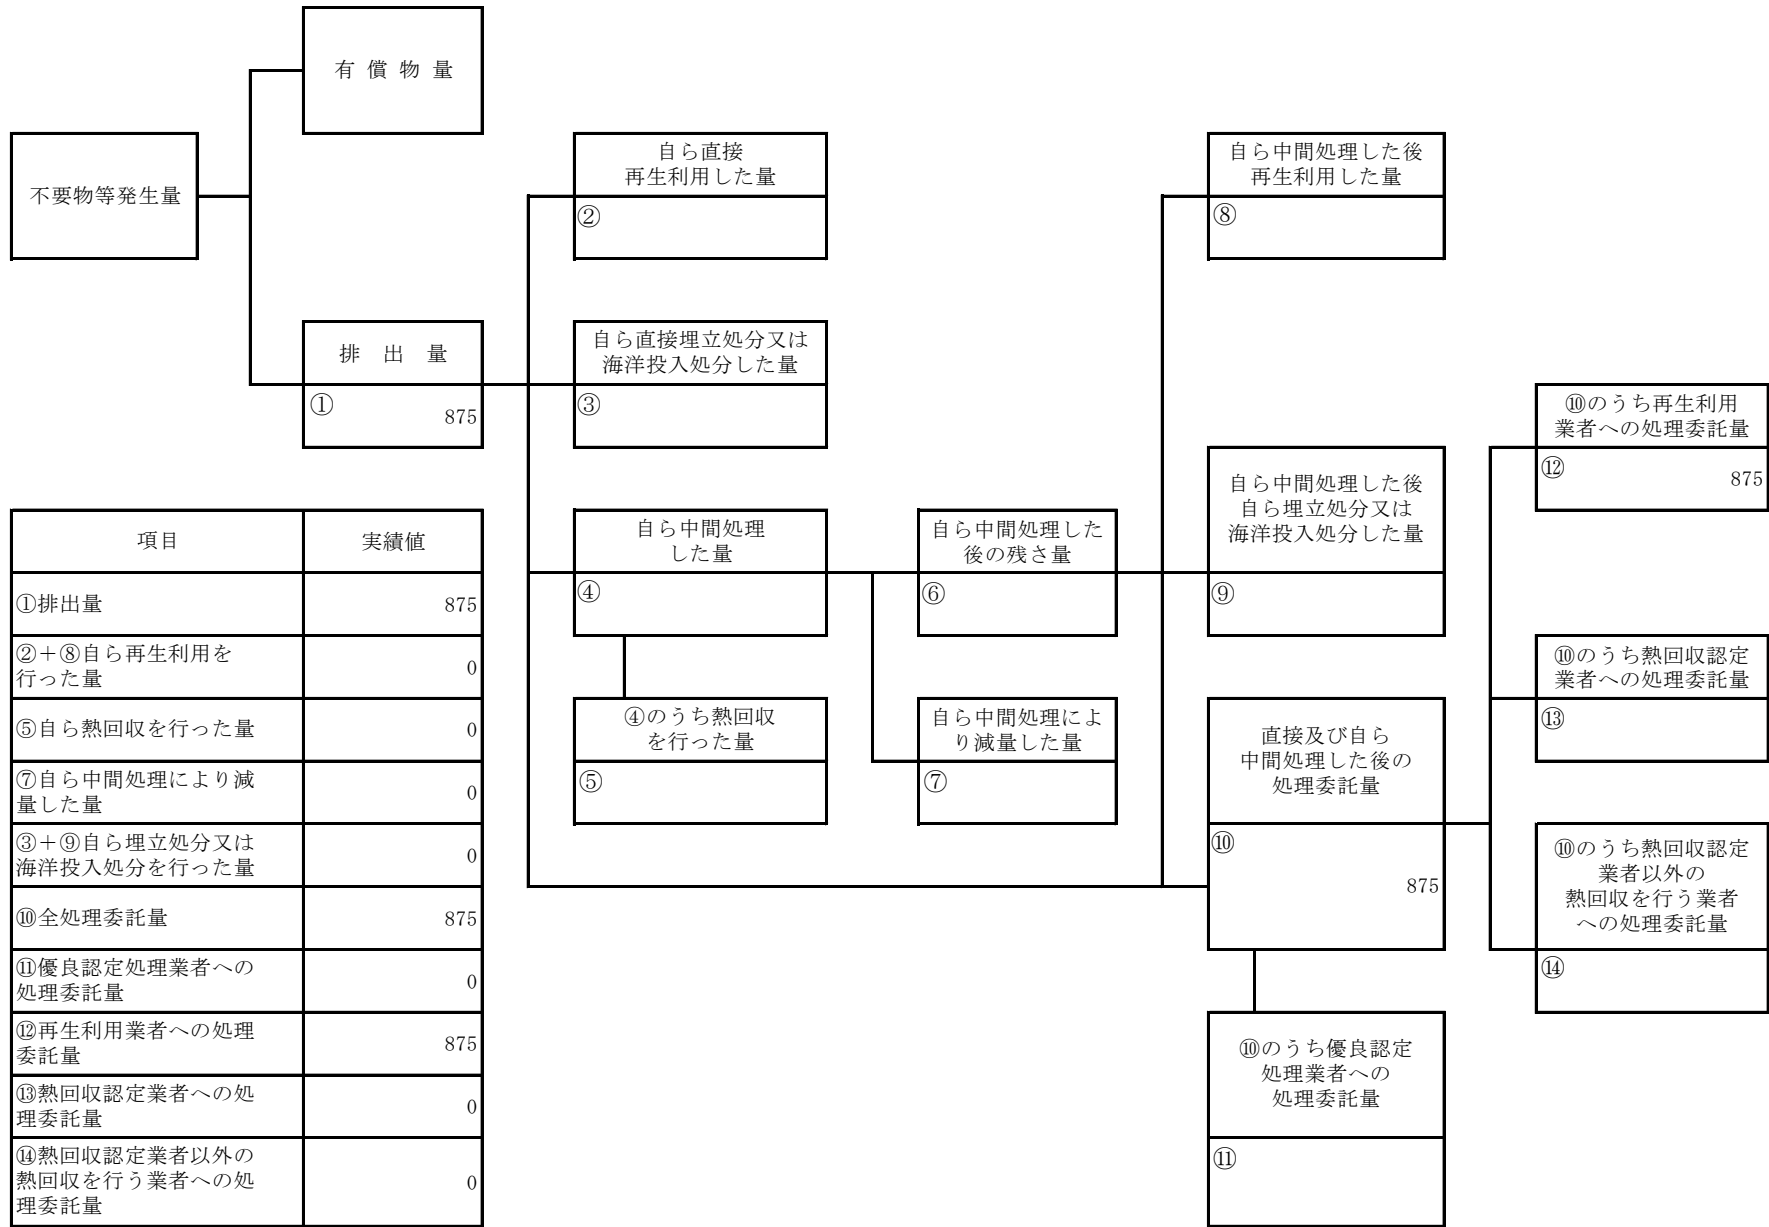 有 償 物 量
不要物等発生量
自ら直接
再生利用した量
②
自ら中間処理した後
再生利用した量
⑧
排 出 量
①
875
自ら直接埋立処分又は
海洋投入処分した量
③
⑩のうち再生利用
業者への処理委託量
⑫
875
自ら中間処理した後
自ら埋立処分又は
海洋投入処分した量
⑨
自ら中間処理
した量
④
自ら中間処理した
後の残さ量
⑥
⑩のうち熱回収認定
業者への処理委託量
⑬
④のうち熱回収
を行った量
⑤
自ら中間処理によ
り減量した量
⑦
直接及び自ら
中間処理した後の
処理委託量
⑩
875
⑩のうち熱回収認定
業者以外の
熱回収を行う業者
への処理委託量
⑭
⑩のうち優良認定
処理業者への
処理委託量
⑪
項目 実績値
①排出量 875
②＋⑧自ら再生利用を
行った量 0
⑤自ら熱回収を行った量 0
⑦自ら中間処理により減
量した量 0
③＋⑨自ら埋立処分又は
海洋投入処分を行った量 0
⑩全処理委託量 875
⑪優良認定処理業者への
処理委託量 0
⑫再生利用業者への処理
委託量 875
⑬熱回収認定業者への処
理委託量 0
⑭熱回収認定業者以外の
熱回収を行う業者への処
理委託量 0